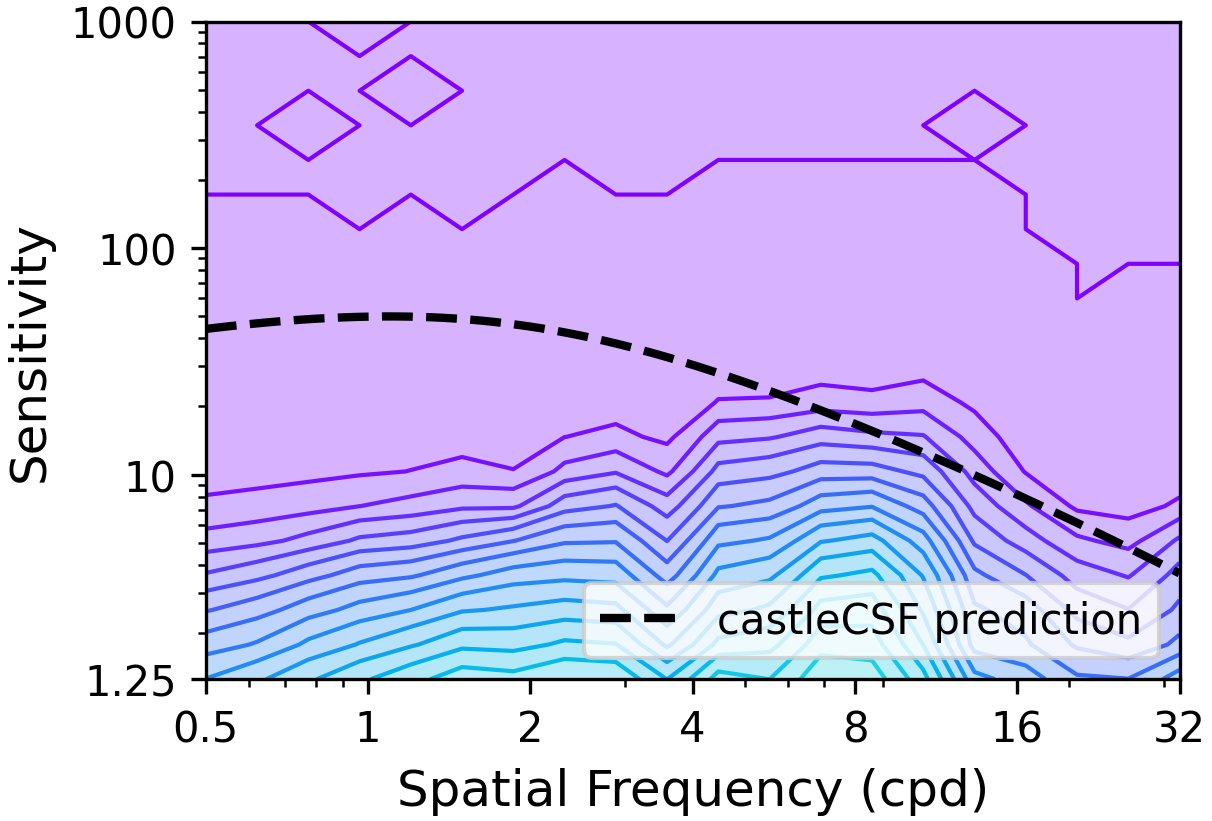 1000
100
10
1.25
Sensitivity
castleCSF prediction
0.5 1 2 4 8 16 32
Spatial Frequency (cpd)